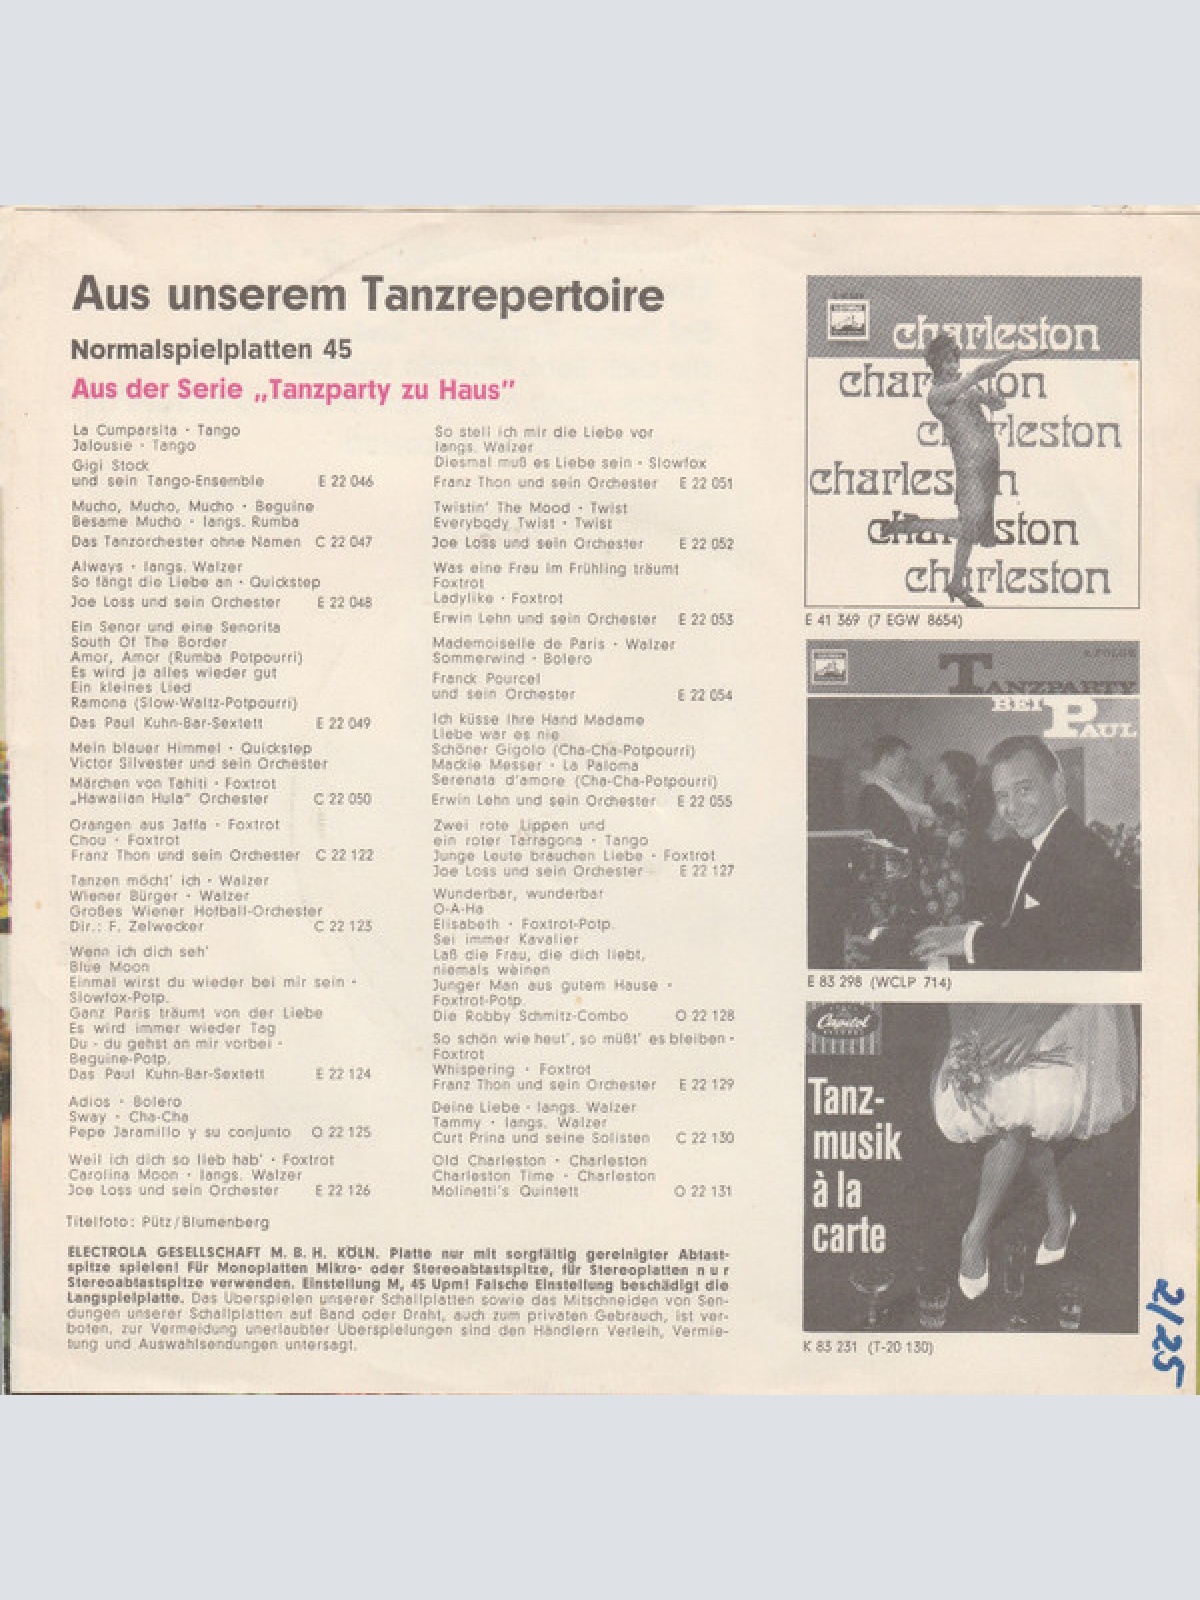 Aus unserem Tanzrepertoire
Normalspielplatten 45
Aus der Serie „Tanzparty zu Haus"
La Cumparsita · Tango
Jalousie · Tango
Gigi Stock
und sein Tango-Ensemble E 22 046
Mucho, Mucho, Mucho · Beguine
Besame Mucho · langs. Rumba
Das Tanzorchester ohne Namen C 22 047
Always · langs. Walzer
So fängt die Liebe an · Quickstep
Joe Loss und sein Orchester E 22 048
Ein Senor und eine Senorita
South Of The Border
Amor, Amor (Rumba Potpourri)
Es wird ja alles wieder gut
Ein kleines Lied
Ramona (Slow-Waltz-Potpourri)
Das Paul Kuhn-Bar-Sextett E 22 049
Mein blauer Himmel · Quickstep
Victor Silvester und sein Orchester
Märchen von Tahiti · Foxtrot
„Hawaiian Hula" Orchester C 22 050
Orangen aus Jaffa · Foxtrot
Chou · Foxtrot
Franz Thon und sein Orchester C 22 122
Tanzen möcht' ich · Walzer
Wiener Bürger · Walzer
Großes Wiener Hofball-Orchester
Dir.: F. Zelwecker C 22 123
Wenn ich dich seh'
Blue Moon
Einmal wirst du wieder bei mir sein ·
Slowfox-Potp.
Ganz Paris träumt von der Liebe
Es wird immer wieder Tag
Du - du gehst an mir vorbei ·
Beguine-Potp.
Das Paul Kuhn-Bar-Sextett E 22 124
Adios · Bolero
Sway · Cha-Cha
Pepe Jaramillo y su conjunto O 22 125
Weil ich dich so lieb hab' · Foxtrot
Carolina Moon · langs. Walzer
Joe Loss und sein Orchester E 22 126
So stell ich mir die Liebe vor
langs. Walzer
Diesmal muß es Liebe sein · Slowfox
Franz Thon und sein Orchester E 22 051
Twistin' The Mood · Twist
Everybody Twist · Twist
Joe Loss und sein Orchester E 22 052
Was eine Frau im Frühling träumt
Foxtrot
Ladylike · Foxtrot
Erwin Lehn und sein Orchester E 22 053
Mademoiselle de Paris · Walzer
Sommerwind · Bolero
Franck Pourcel
und sein Orchester E 22 054
Ich küsse Ihre Hand Madame
Liebe war es nie
Schöner Gigolo (Cha-Cha-Potpourri)
Mackie Messer · La Paloma
Serenata d'amore (Cha-Cha-Potpourri)
Erwin Lehn und sein Orchester E 22 055
Zwei rote Lippen und
ein roter Tarragona · Tango
Junge Leute brauchen Liebe · Foxtrot
Joe Loss und sein Orchester E 22 127
Wunderbar, wunderbar
O-A-Ha
Elisabeth · Foxtrot-Potp.
Sei immer Kavalier
Laß die Frau, die dich liebt,
niemals weinen
Junger Man aus gutem Hause ·
Foxtrot-Potp.
Die Robby Schmitz-Combo O 22 128
So schön wie heut', so müßt' es bleiben ·
Foxtrot
Whispering · Foxtrot
Franz Thon und sein Orchester E 22 129
Deine Liebe · langs. Walzer
Tammy · langs. Walzer
Curt Prina und seine Solisten C 22 130
Old Charleston · Charleston
Charleston Time · Charleston
Molinetti's Quintett O 22 131
Titelfoto: Pütz/Blumenberg
ELECTROLA GESELLSCHAFT M. B. H. KÖLN. Platte nur mit sorgfältig gereinigter Abtast-
spitze spielen! Für Monoplatten Mikro- oder Stereoabtastspitze, für Stereoplatten nur
Stereoabtastspitze verwenden. Einstellung M, 45 Upm! Falsche Einstellung beschädigt die
Langspielplatte. Das Überspielen unserer Schallplatten sowie das Mitschneiden von Sen-
dungen unserer Schallplatten auf Band oder Draht, auch zum privaten Gebrauch, ist ver-
boten, zur Vermeidung unerlaubter Überspielungen sind den Händlern Verleih, Vermie-
tung und Auswahlsendungen untersagt.
charleston
charleston
charleston
charleston
charleston
charleston
E 41 369 (7 EGW 8654)
2. FOLGE
TANZPARTY
BEI PAUL
E 83 298 (WCLP 714)
Capitol
Tanz-
musik
à la
carte
K 83 231 (T-20 130)
2/25